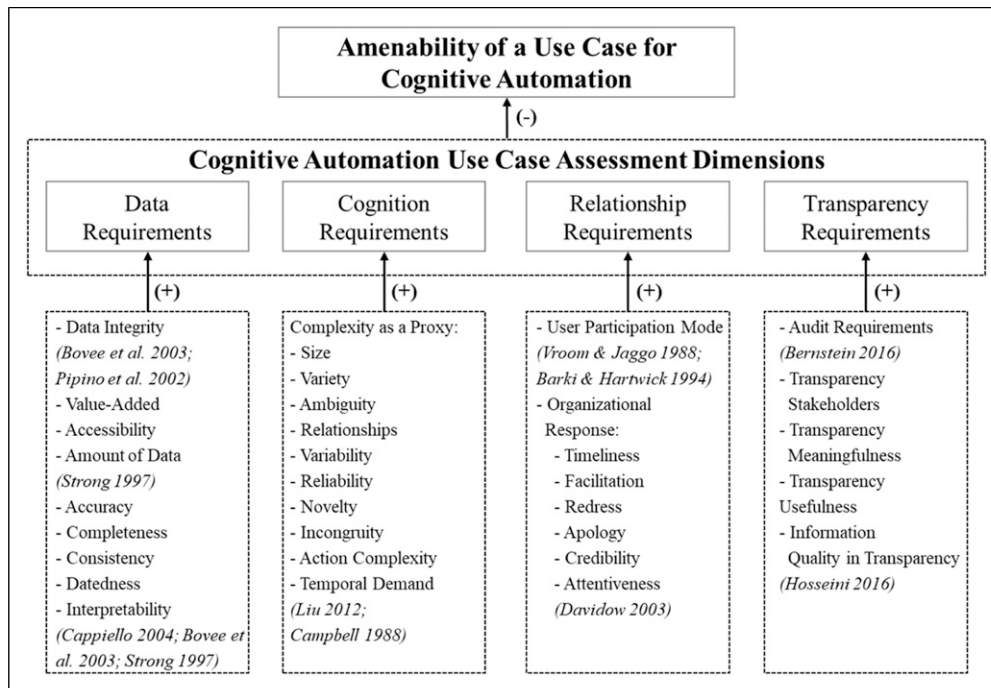 Amenability of a Use Case for
Cognitive Automation
(-)
Cognitive Automation Use Case Assessment Dimensions
Data
Requirements
Cognition
Requirements
Relationship
Requirements
Transparency
Requirements
(+)
(+)
(+)
(+)
- Data Integrity
(Bovee et al. 2003;
Pipino et al. 2002)
- Value-Added
- Accessibility
- Amount of Data
(Strong 1997)
- Accuracy
- Completeness
- Consistency
- Datedness
- Interpretability
(Cappiello 2004; Bovee et
al. 2003; Strong 1997)
Complexity as a Proxy:
- Size
- Variety
- Ambiguity
- Relationships
- Variability
- Reliability
- Novelty
- Incongruity
- Action Complexity
- Temporal Demand
(Liu 2012;
Campbell 1988)
- User Participation Mode
(Vroom & Jaggo 1988;
Barki & Hartwick 1994)
- Organizational
Response:
- Timeliness
- Facilitation
- Redress
- Apology
- Credibility
- Attentiveness
(Davidow 2003)
- Audit Requirements
(Bernstein 2016)
- Transparency
Stakeholders
- Transparency
Meaningfulness
- Transparency
Usefulness
- Information
Quality in Transparency
(Hosseini 2016)